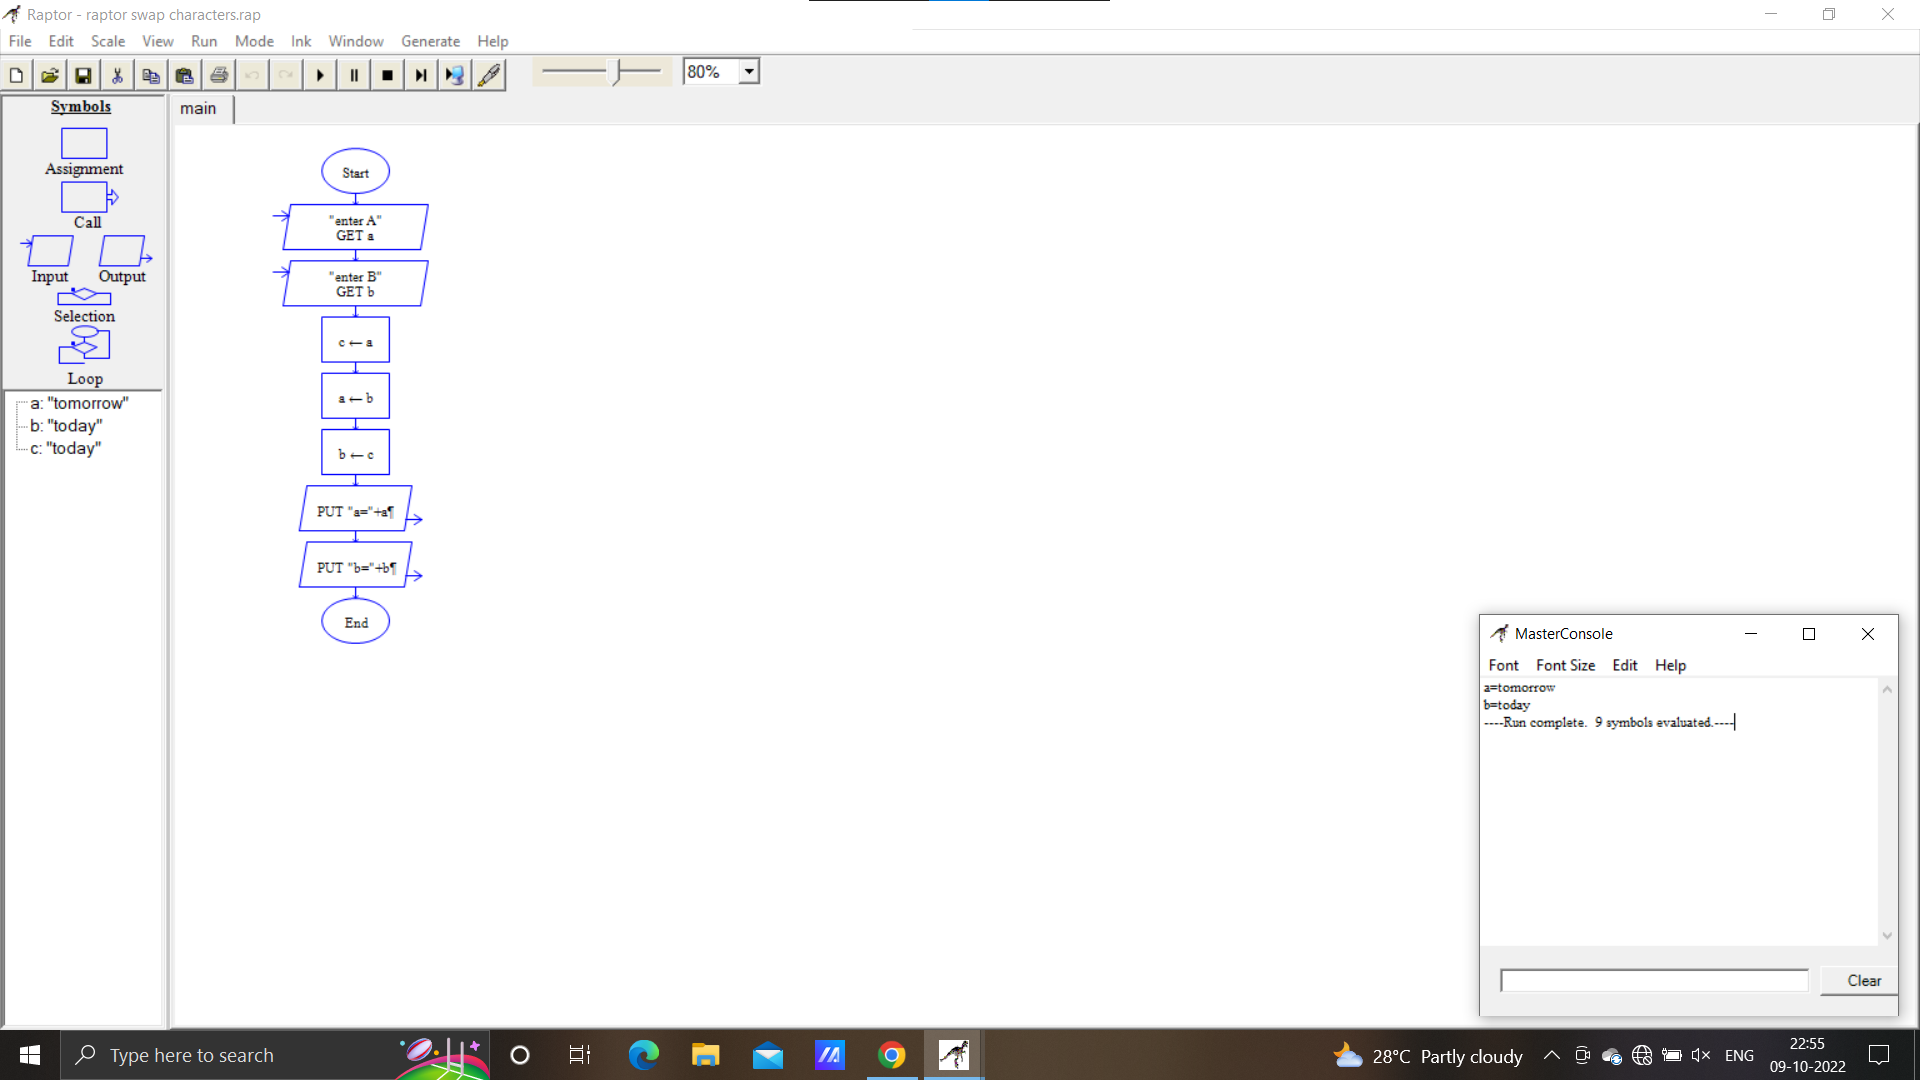 Raptor - raptor swap characters.rap
File Edit Scale View Run Mode Ink Window Generate Help
80%
Symbols
Assignment
Call
Input Output
Selection
Loop
a: "tomorrow"
b: "today"
c: "today"
main
Start
"enter A"
GET a
"enter B"
GET b
c ← a
a ← b
b ← c
PUT "a="+a¶
PUT "b="+b¶
End
MasterConsole
Font Font Size Edit Help
a=tomorrow
b=today
----Run complete. 9 symbols evaluated.----
Clear
Type here to search
28°C Partly cloudy
ENG
22:55
09-10-2022